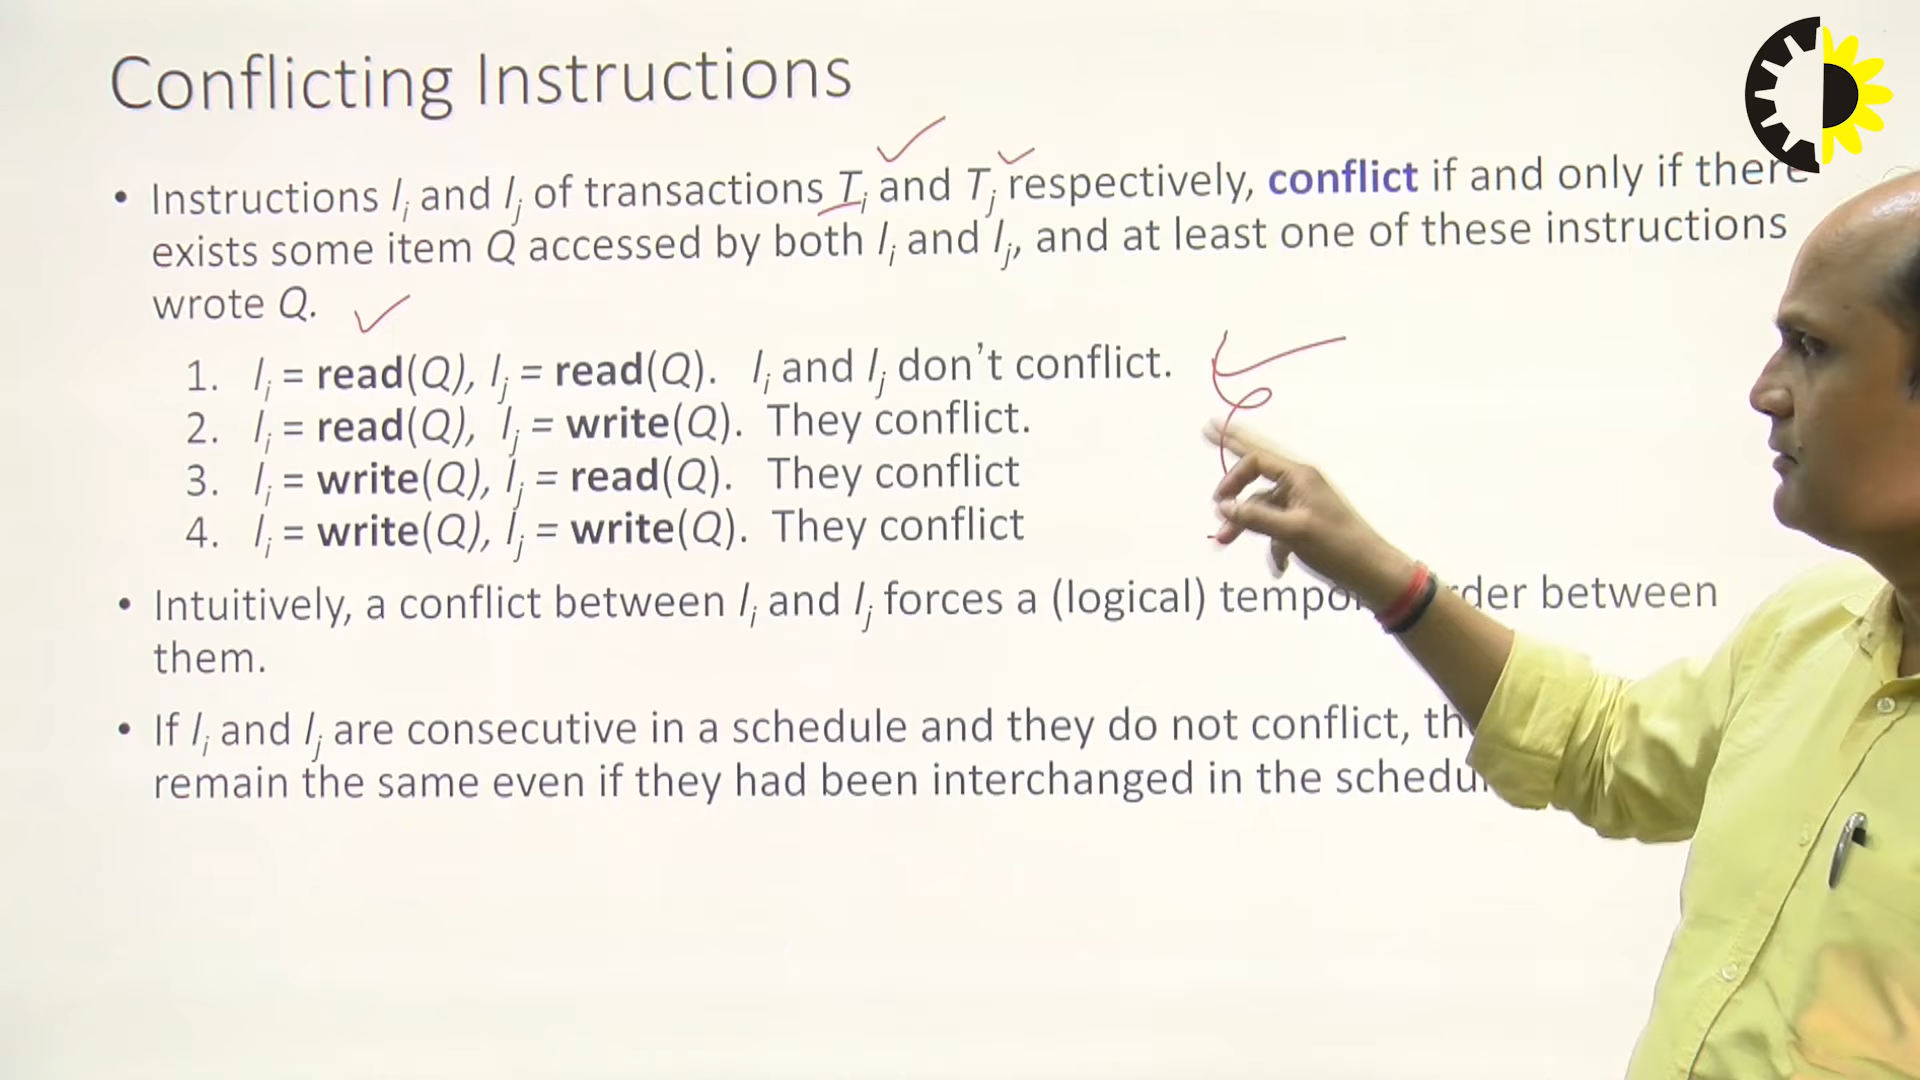 Conflicting Instructions
• Instructions Ii and Ij of transactions Ti and Tj respectively, conflict if and only if there
exists some item Q accessed by both Ii and Ij, and at least one of these instructions
wrote Q.
1. Ii = read(Q), Ij = read(Q). Ii and Ij don't conflict.
2. Ii = read(Q), Ij = write(Q). They conflict.
3. Ii = write(Q), Ij = read(Q). They conflict
4. Ii = write(Q), Ij = write(Q). They conflict
• Intuitively, a conflict between Ii and Ij forces a (logical) between
them.
• If Ii and Ij are consecutive in a schedule and they do not conflict,
remain the same even if they had been interchanged in the